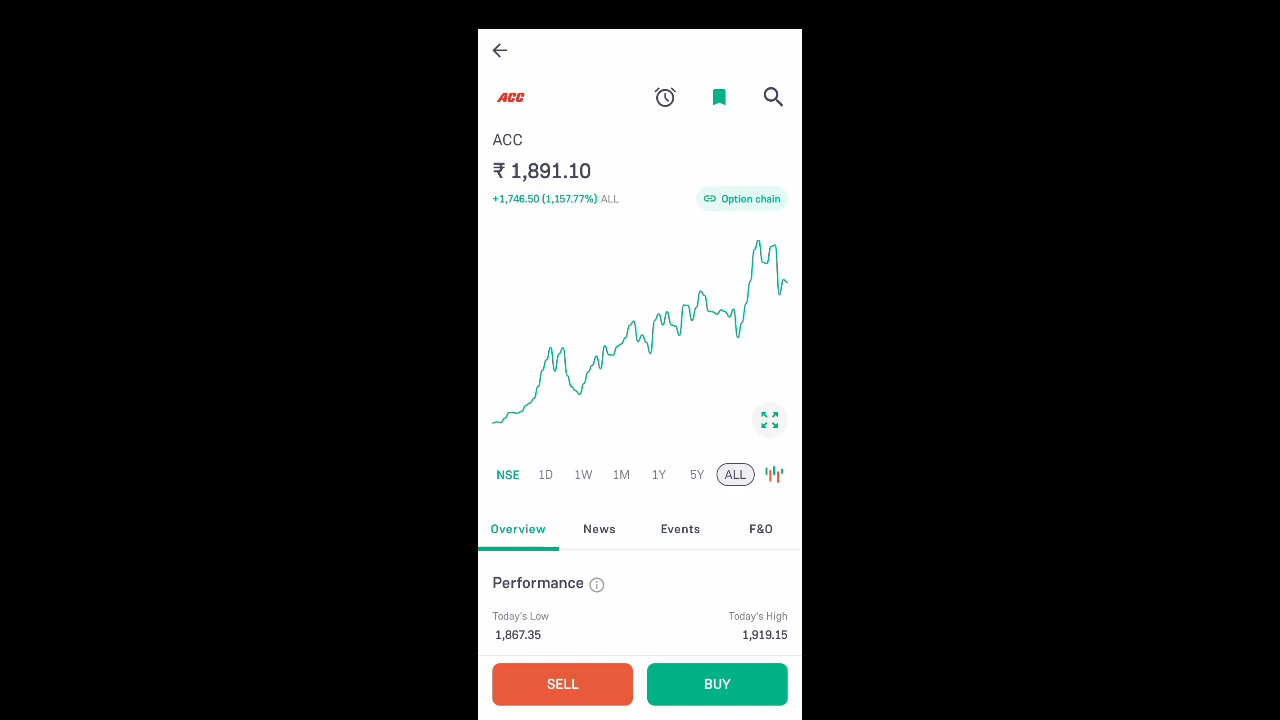 ACC
ACC
₹ 1,891.10
+1,746.50 (1,157.77%) ALL
Option chain
NSE 1D 1W 1M 1Y 5Y ALL
Overview News Events F&O
Performance
Today's Low Today's High
1,867.35 1,919.15
SELL BUY